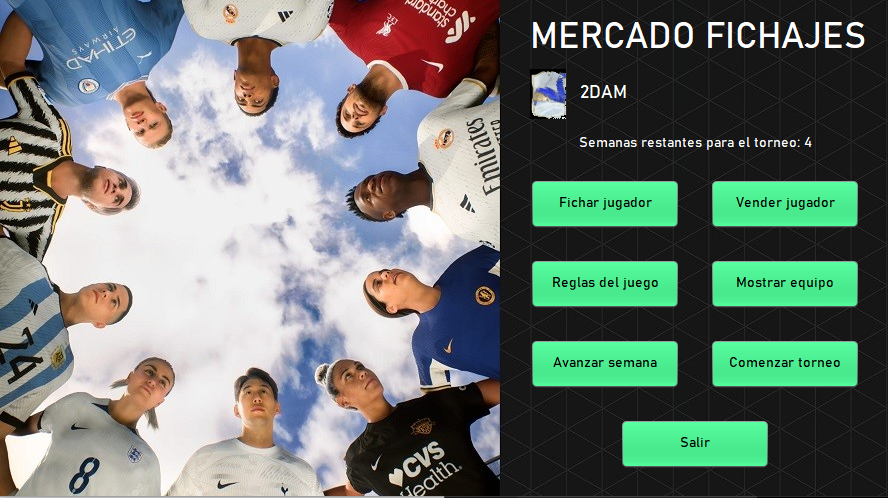 ETIHAD
AIRWAYS
standard
chartered
Emirates
24
8
CVS
Health.
MERCADO FICHAJES
2DAM
Semanas restantes para el torneo: 4
Fichar jugador
Vender jugador
Reglas del juego
Mostrar equipo
Avanzar semana
Comenzar torneo
Salir